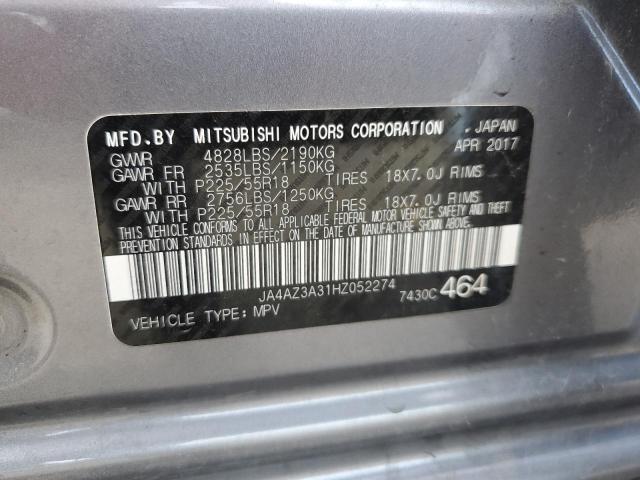 MFD.BY MITSUBISHI MOTORS CORPORATION . JAPAN
GVWR 4828LBS/2190KG APR 2017
GAWR FR 2535LBS/1150KG
WITH P225/55R18 TIRES 18X7.0J RIMS
GAWR RR 2756LBS/1250KG
WITH P225/55R18 TIRES 18X7.0J RIMS
THIS VEHICLE CONFORMS TO ALL APPLICABLE FEDERAL MOTOR VEHICLE SAFETY AND THEFT
PREVENTION STANDARDS IN EFFECT ON THE DATE OF MANUFACTURE SHOWN ABOVE.
JA4AZ3A31HZ052274 7430C 464
VEHICLE TYPE: MPV